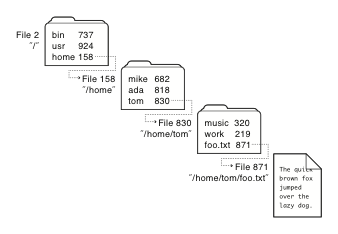 File 2
"/"
bin 737
usr 924
home 158
File 158
"/home"
mike 682
ada 818
tom 830
File 830
"/home/tom"
music 320
work 219
foo.txt 871
File 871
"/home/tom/foo.txt"
The quick
brown fox
jumped
over the
lazy dog.